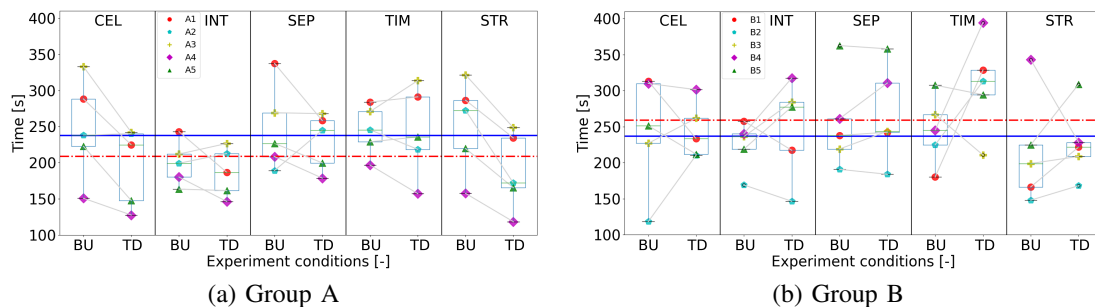 CEL INT SEP TIM STR
A1
A2
A3
A4
A5
400
350
300
250
200
150
100
Time [s]
BU TD BU TD BU TD BU TD BU TD
Experiment conditions [-]
(a) Group A
CEL INT SEP TIM STR
B1
B2
B3
B4
B5
400
350
300
250
200
150
100
Time [s]
BU TD BU TD BU TD BU TD BU TD
Experiment conditions [-]
(b) Group B